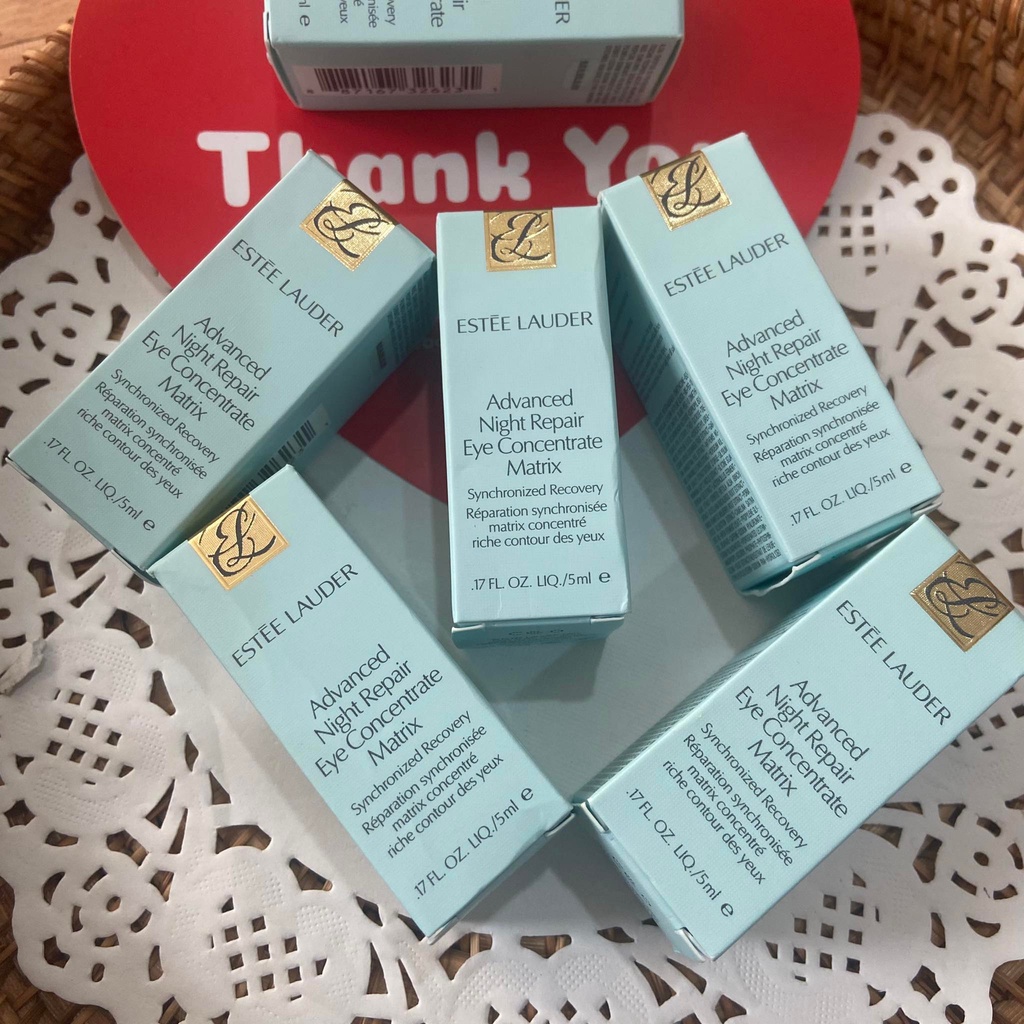 Thank You
ESTĒE LAUDER
Advanced
Night Repair
Eye Concentrate
Matrix
Synchronized Recovery
Réparation synchronisée
matrix concentré
riche contour des yeux
.17 FL. OZ. LIQ./5ml e
ESTĒE LAUDER
Advanced
Night Repair
Eye Concentrate
Matrix
Synchronized Recovery
Réparation synchronisée
matrix concentré
riche contour des yeux
.17 FL. OZ. LIQ./5ml e
ESTĒE LAUDER
Advanced
Night Repair
Eye Concentrate
Matrix
Synchronized Recovery
Réparation synchronisée
matrix concentré
riche contour des yeux
.17 FL. OZ. LIQ./5ml e
ESTĒE LAUDER
Advanced
Night Repair
Eye Concentrate
Matrix
Synchronized Recovery
Réparation synchronisée
matrix concentré
riche contour des yeux
.17 FL. OZ. LIQ./5ml e
ESTĒE LAUDER
Advanced
Night Repair
Eye Concentrate
Matrix
Synchronized Recovery
Réparation synchronisée
matrix concentré
riche contour des yeux
.17 FL. OZ. LIQ./5ml e